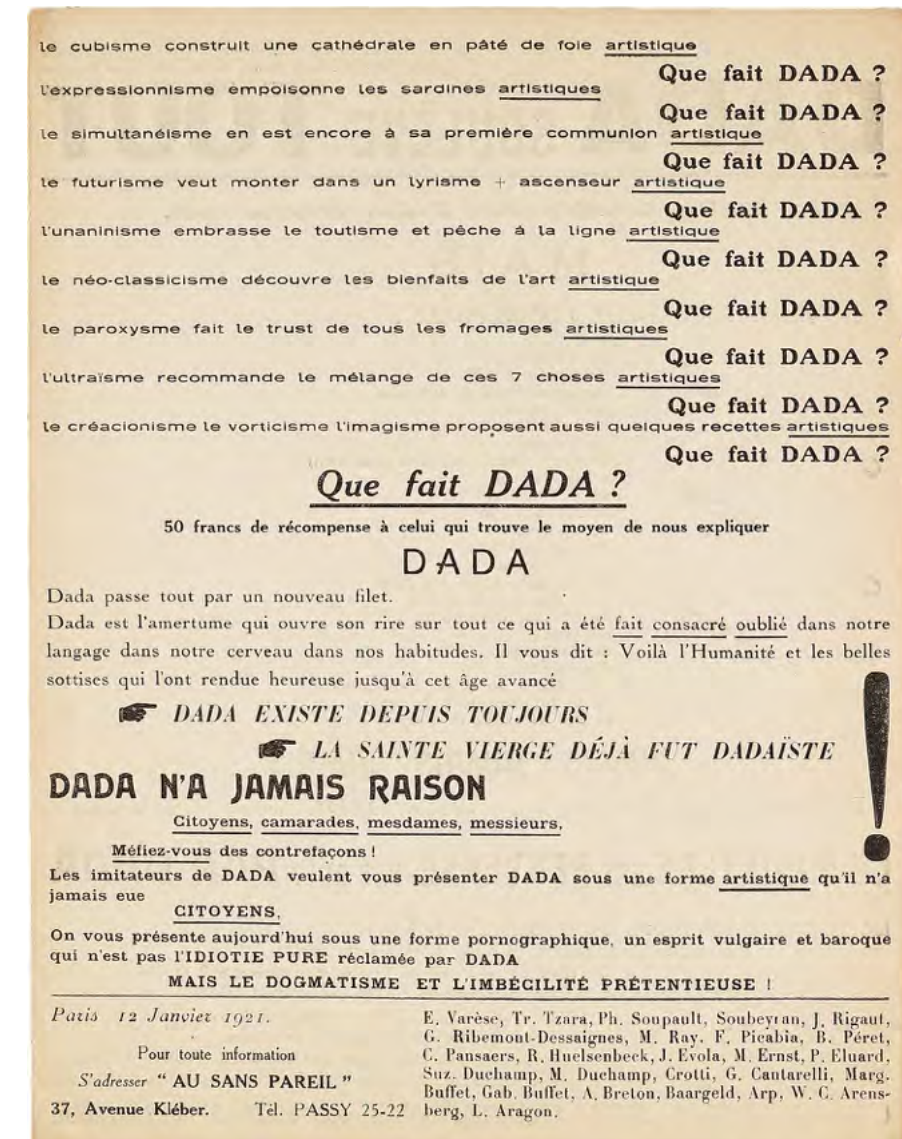 le cubisme construit une cathédrale en pâté de foie artistique
Que fait DADA ?
l'expressionnisme empoisonne les sardines artistiques
Que fait DADA ?
le simultanéisme en est encore à sa première communion artistique
Que fait DADA ?
le futurisme veut monter dans un lyrisme + ascenseur artistique
Que fait DADA ?
l'unaninisme embrasse le toutisme et pêche à la ligne artistique
Que fait DADA ?
le néo-classicisme découvre les bienfaits de l'art artistique
Que fait DADA ?
le paroxysme fait le trust de tous les fromages artistiques
Que fait DADA ?
l'ultraïsme recommande le mélange de ces 7 choses artistiques
Que fait DADA ?
le créacionisme le vorticisme l'imagisme proposent aussi quelques recettes artistiques
Que fait DADA ?
Que fait DADA ?
50 francs de récompense à celui qui trouve le moyen de nous expliquer
DADA
Dada passe tout par un nouveau filet.
Dada est l'amertume qui ouvre son rire sur tout ce qui a été fait consacré oublié dans notre
langage dans notre cerveau dans nos habitudes. Il vous dit : Voilà l'Humanité et les belles
sottises qui l'ont rendue heureuse jusqu'à cet âge avancé
☛ DADA EXISTE DEPUIS TOUJOURS
☛ LA SAINTE VIERGE DÉJÀ FUT DADAÏSTE
!
DADA N'A JAMAIS RAISON
Citoyens, camarades, mesdames, messieurs,
Méfiez-vous des contrefaçons !
Les imitateurs de DADA veulent vous présenter DADA sous une forme artistique qu'il n'a
jamais eue
CITOYENS,
On vous présente aujourd'hui sous une forme pornographique, un esprit vulgaire et baroque
qui n'est pas l'IDIOTIE PURE réclamée par DADA
MAIS LE DOGMATISME ET L'IMBÉCILITÉ PRÉTENTIEUSE !
Paris 12 Janvier 1921.
Pour toute information
S'adresser " AU SANS PAREIL "
37, Avenue Kléber. Tél. PASSY 25-22
E. Varèse, Tr. Tzara, Ph. Soupault, Soubeyran, J. Rigaut,
G. Ribemont-Dessaignes, M. Ray, F. Picabia, B. Péret,
C. Pansaers, R. Huelsenbeck, J. Evola, M. Ernst, P. Eluard,
Suz. Duchamp, M. Duchamp, Crotti, G. Cantarelli, Marg.
Buffet, Gab. Buffet, A. Breton, Baargeld, Arp, W. C. Arens-
berg, L. Aragon.